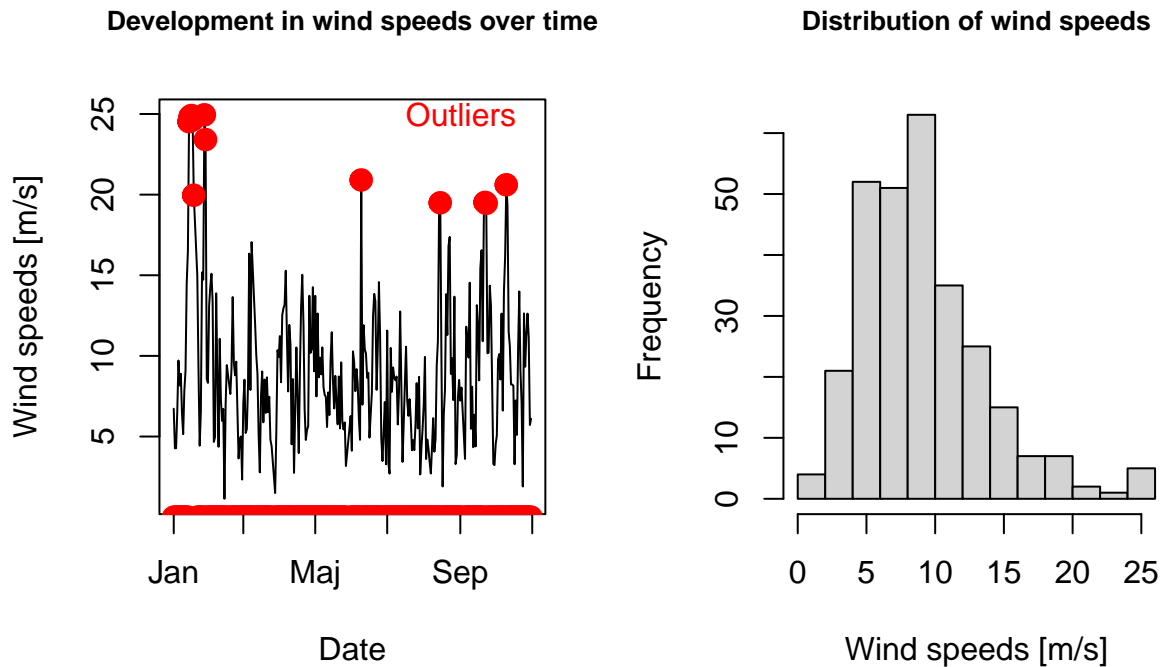 Development in wind speeds over time
Outliers
25
20
15
10
5
Wind speeds [m/s]
Jan Maj Sep
Date
Distribution of wind speeds
50
30
10
0
Frequency
0 5 10 15 20 25
Wind speeds [m/s]